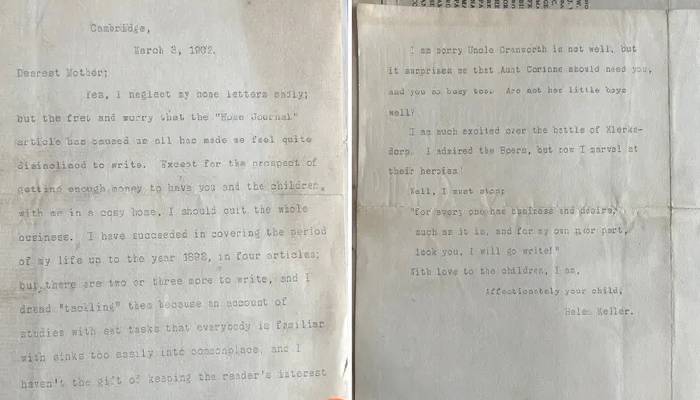 Cambridge,
March 3, 1902.
Dearest Mother;
Yes, I neglect my home letters sadly;
but the fret and worry that the "Home Journal"
article has caused us all has made me feel quite
disinclined to write. Except for the prospect of
getting enough money to have you and the children
with me in a cosy home, I should quit the whole
business. I have succeeded in covering the period
of my life up to the year 1892, in four articles;
but there are two or three more to write, and I
dread "tackling" them because an account of
studies with set tasks that everybody is familiar
with sinks too easily into commonplace, and I
haven't the gift of keeping the reader's interest
I am sorry Uncle Cranworth is not well, but
it surprises me that Aunt Corinne should need you,
and you so busy too. Are not her little boys
well?
I am much excited over the battle of Klerks-
dorp. I admired the Boers, but now I marvel at
their heroism!
Well, I must stop;
"for every one has business and desire,
such as it is, and for my own poor part,
look you, I will go write!"
With love to the children, I am,
Affectionately your child,
Helen Keller.